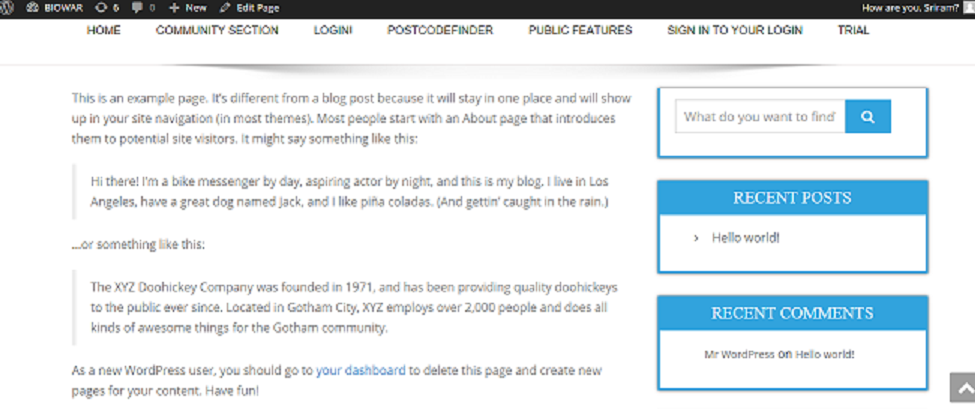 BIOWAR 6 0 New Edit Page How are you, Sriram?
HOME COMMUNITY SECTION LOGIN! POSTCODEFINDER PUBLIC FEATURES SIGN IN TO YOUR LOGIN TRIAL
This is an example page. It's different from a blog post because it will stay in one place and will show
up in your site navigation (in most themes). Most people start with an About page that introduces
them to potential site visitors. It might say something like this:
Hi there! I'm a bike messenger by day, aspiring actor by night, and this is my blog. I live in Los
Angeles, have a great dog named Jack, and I like piña coladas. (And gettin' caught in the rain.)
...or something like this:
The XYZ Doohickey Company was founded in 1971, and has been providing quality doohickeys
to the public ever since. Located in Gotham City, XYZ employs over 2,000 people and does all
kinds of awesome things for the Gotham community.
As a new WordPress user, you should go to your dashboard to delete this page and create new
pages for your content. Have fun!
What do you want to find
RECENT POSTS
Hello world!
RECENT COMMENTS
Mr WordPress on Hello world!